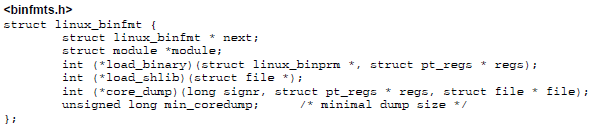 <binfmts.h>
struct linux_binfmt {
        struct linux_binfmt * next;
        struct module *module;
        int (*load_binary)(struct linux_binprm *, struct pt_regs * regs);
        int (*load_shlib)(struct file *);
        int (*core_dump)(long signr, struct pt_regs * regs, struct file * file);
        unsigned long min_coredump;     /* minimal dump size */
};